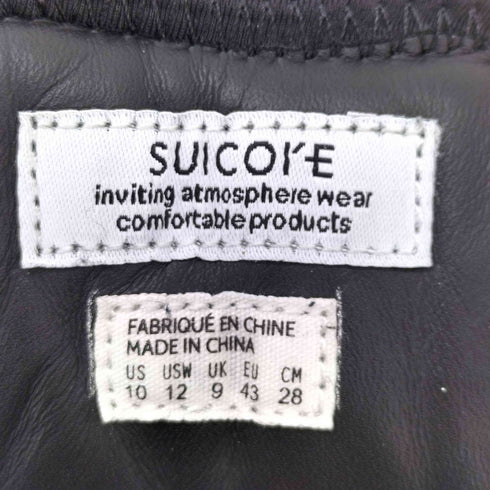 SUICOKE
inviting atmosphere wear
comfortable products
FABRIQUÉ EN CHINE
MADE IN CHINA
US USW UK EU CM
10 12 9 43 28